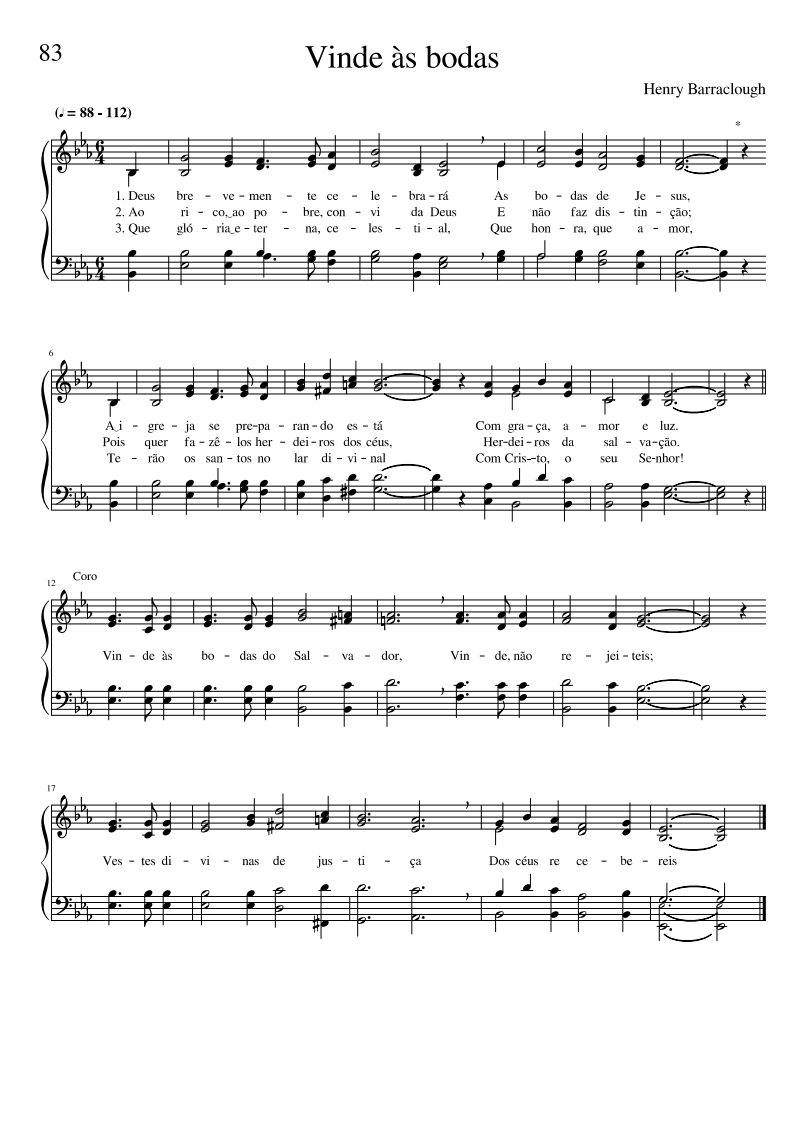 83
Vinde às bodas
Henry Barraclough
(♩ = 88 - 112)
*
1. Deus bre - ve - men - te ce - le - bra - rá As bo - das de Je - sus,
2. Ao ri - co,_ao po - bre, con - vi da Deus E não faz dis - tin - ção;
3. Que gló - ria_e - ter - na, ce - les - ti - al, Que hon - ra, que a - mor,
6
A_i - gre - ja se pre - pa - ran - do es - tá Com gra - ça, a - mor e luz.
Pois quer fa - zê - los her - dei - ros dos céus, Her - dei - ros da sal - va - ção.
Te - rão os san - tos no lar di - vi - nal Com Cris - to, o seu Se - nhor!
12
Coro
Vin - de às bo - das do Sal - va - dor, Vin - de, não re - jei - teis;
17
Ves - tes di - vi - nas de jus - ti - ça Dos céus re ce - be - reis